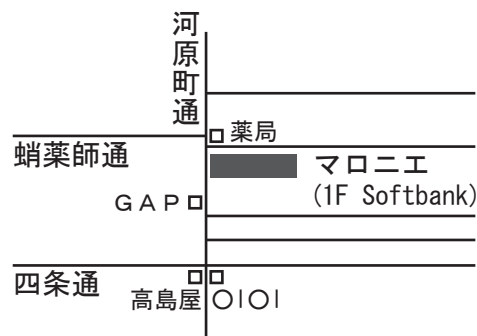 河原町通
薬局
蛸薬師通
マロニエ
(1F Softbank)
ＧＡＰ
四条通
高島屋
OIOI